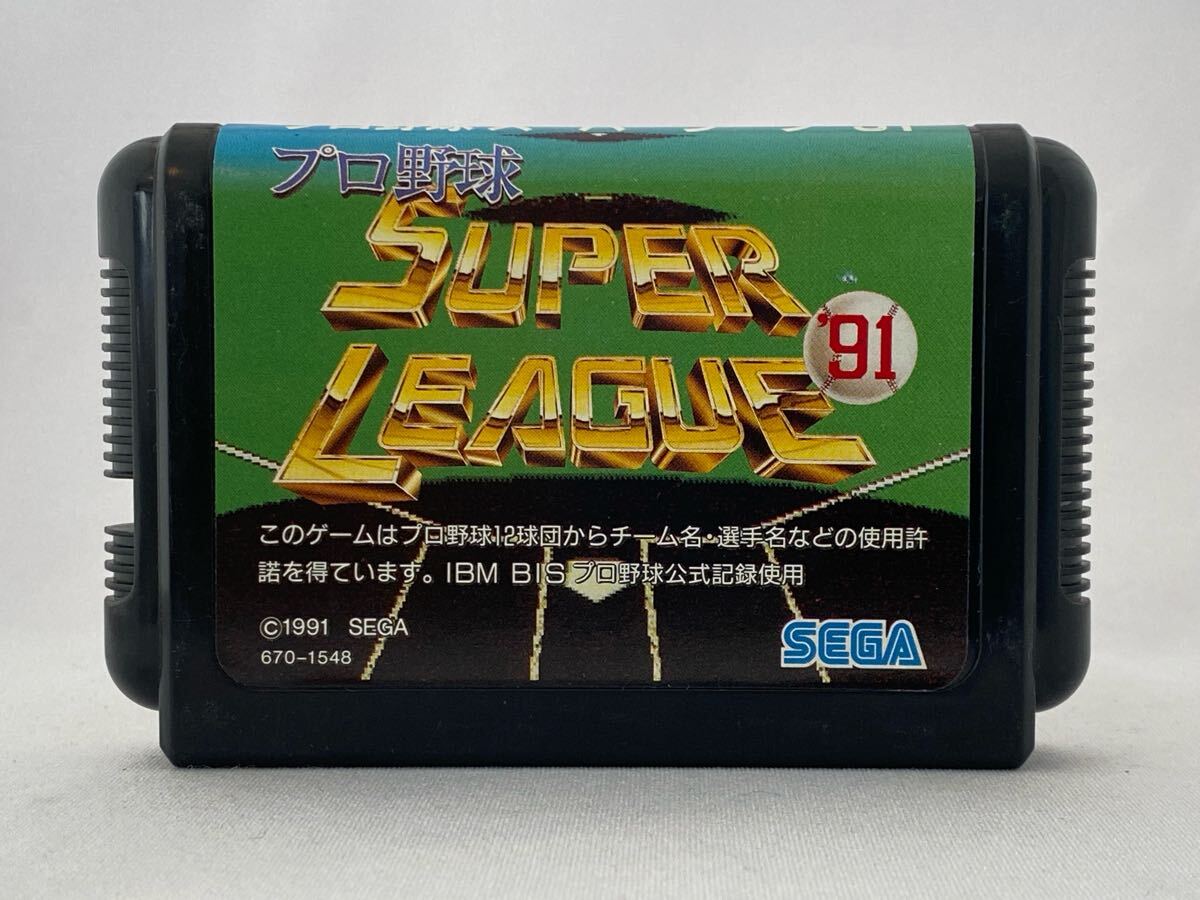 プロ野球
SUPER
LEAGUE
'91
このゲームはプロ野球12球団からチーム名・選手名などの使用許
諾を得ています。IBM BIS プロ野球公式記録使用
©1991 SEGA
670-1548
SEGA